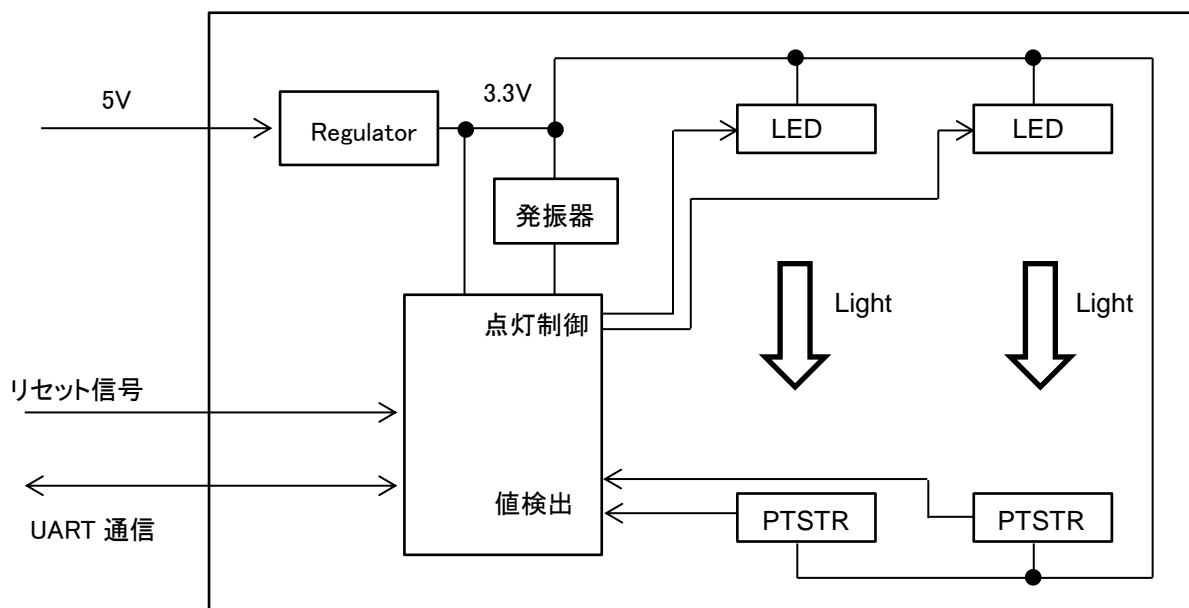 5V
Regulator
3.3V
LED
LED
発振器
点灯制御
Light
Light
リセット信号
UART 通信
値検出
PTSTR
PTSTR